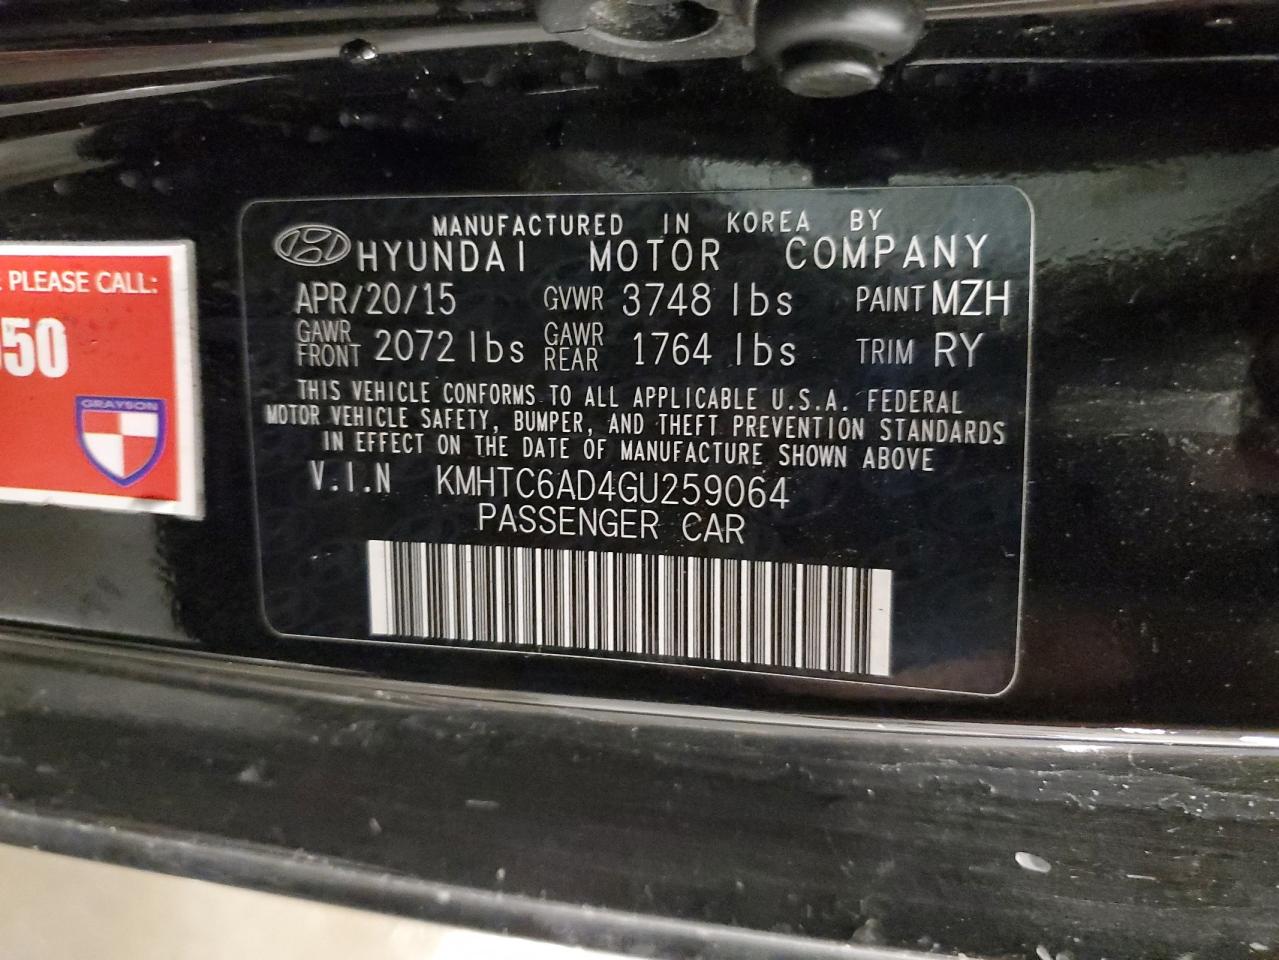 MANUFACTURED IN KOREA BY
HYUNDAI MOTOR COMPANY
APR/20/15 GVWR 3748 lbs PAINT MZH
GAWR FRONT 2072 lbs GAWR REAR 1764 lbs TRIM RY
THIS VEHICLE CONFORMS TO ALL APPLICABLE U.S.A. FEDERAL
MOTOR VEHICLE SAFETY, BUMPER, AND THEFT PREVENTION STANDARDS
IN EFFECT ON THE DATE OF MANUFACTURE SHOWN ABOVE
V.I.N KMHTC6AD4GU259064
PASSENGER CAR
PLEASE CALL:
50
GRAYSON